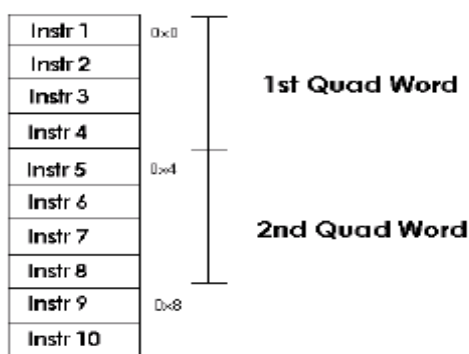 Instr 1 0x0
Instr 2
Instr 3 1st Quad Word
Instr 4
Instr 5 0x4
Instr 6
Instr 7 2nd Quad Word
Instr 8
Instr 9 0x8
Instr 10